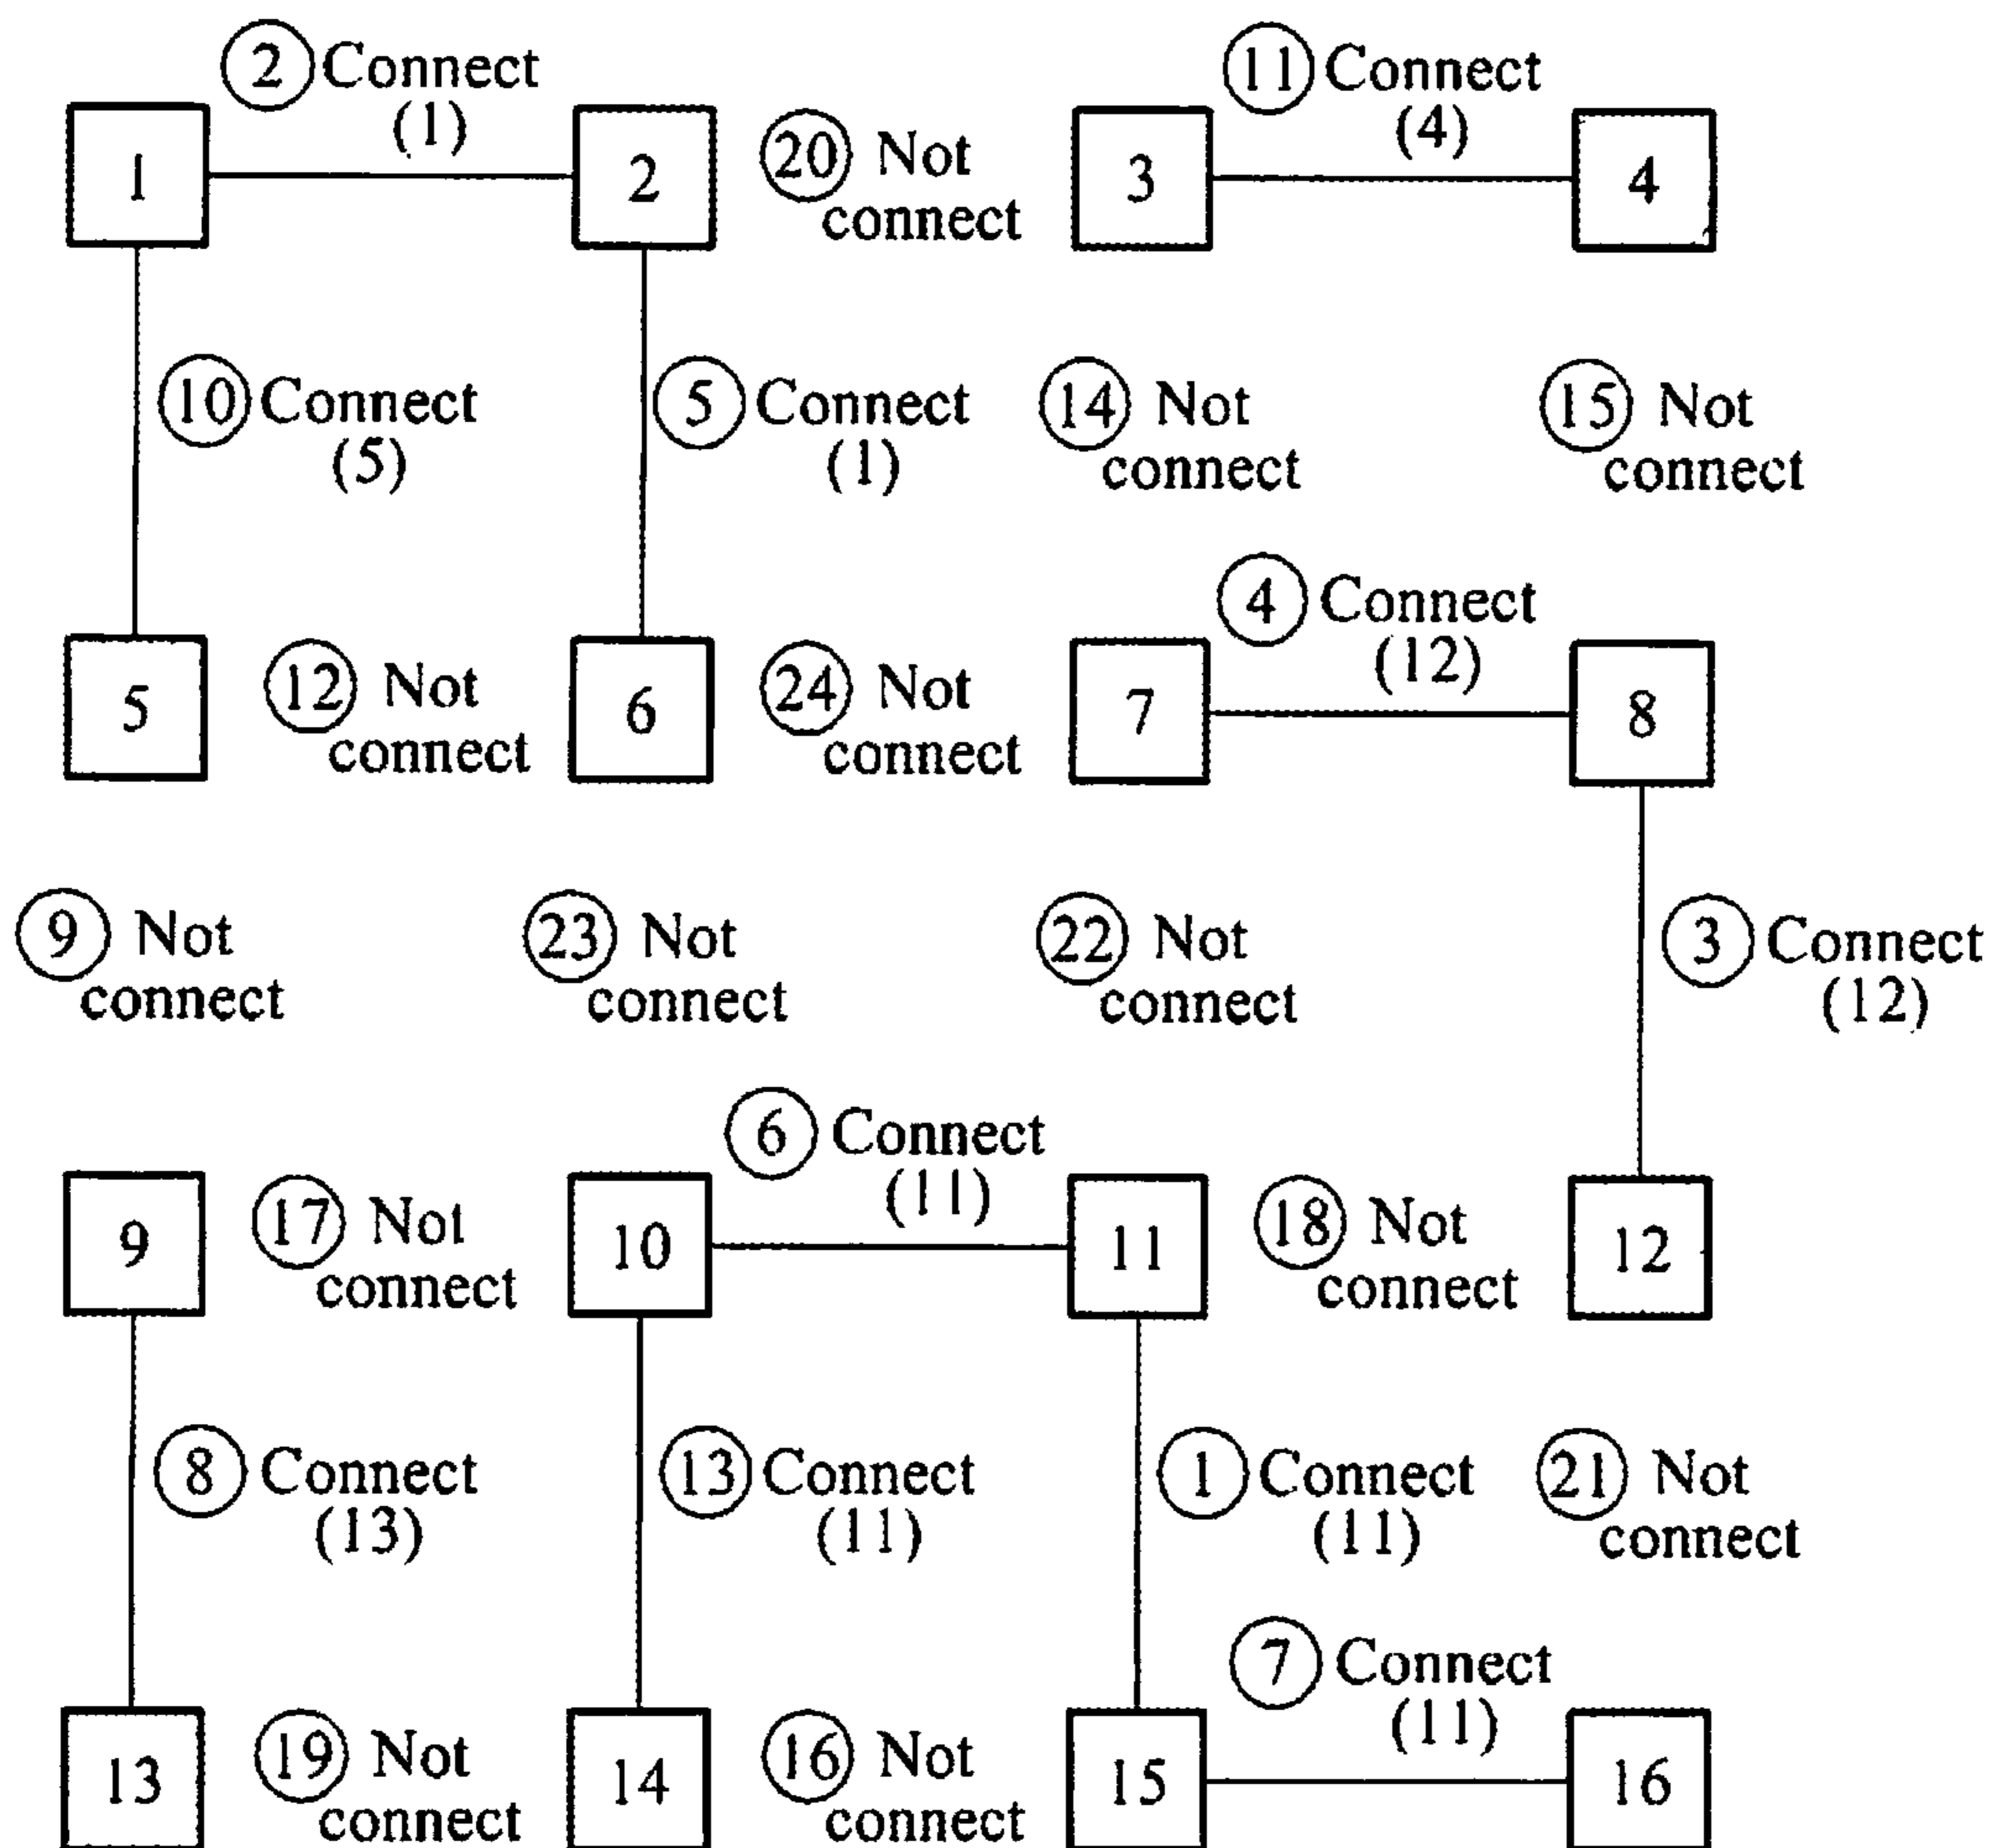 ② Connect
(1)
⑪ Connect
(4)
1
2
⑳ Not
connect
3
4
⑩ Connect
(5)
⑤ Connect
(1)
⑭ Not
connect
⑮ Not
connect
④ Connect
(12)
5
⑫ Not
connect
6
㉔ Not
connect
7
8
⑨ Not
connect
㉓ Not
connect
㉒ Not
connect
③ Connect
(12)
⑥ Connect
(11)
9
⑰ Not
connect
10
11
⑱ Not
connect
12
⑧ Connect
(13)
⑬ Connect
(11)
① Connect
(11)
㉑ Not
connect
⑦ Connect
(11)
13
⑲ Not
connect
14
⑯ Not
connect
15
16